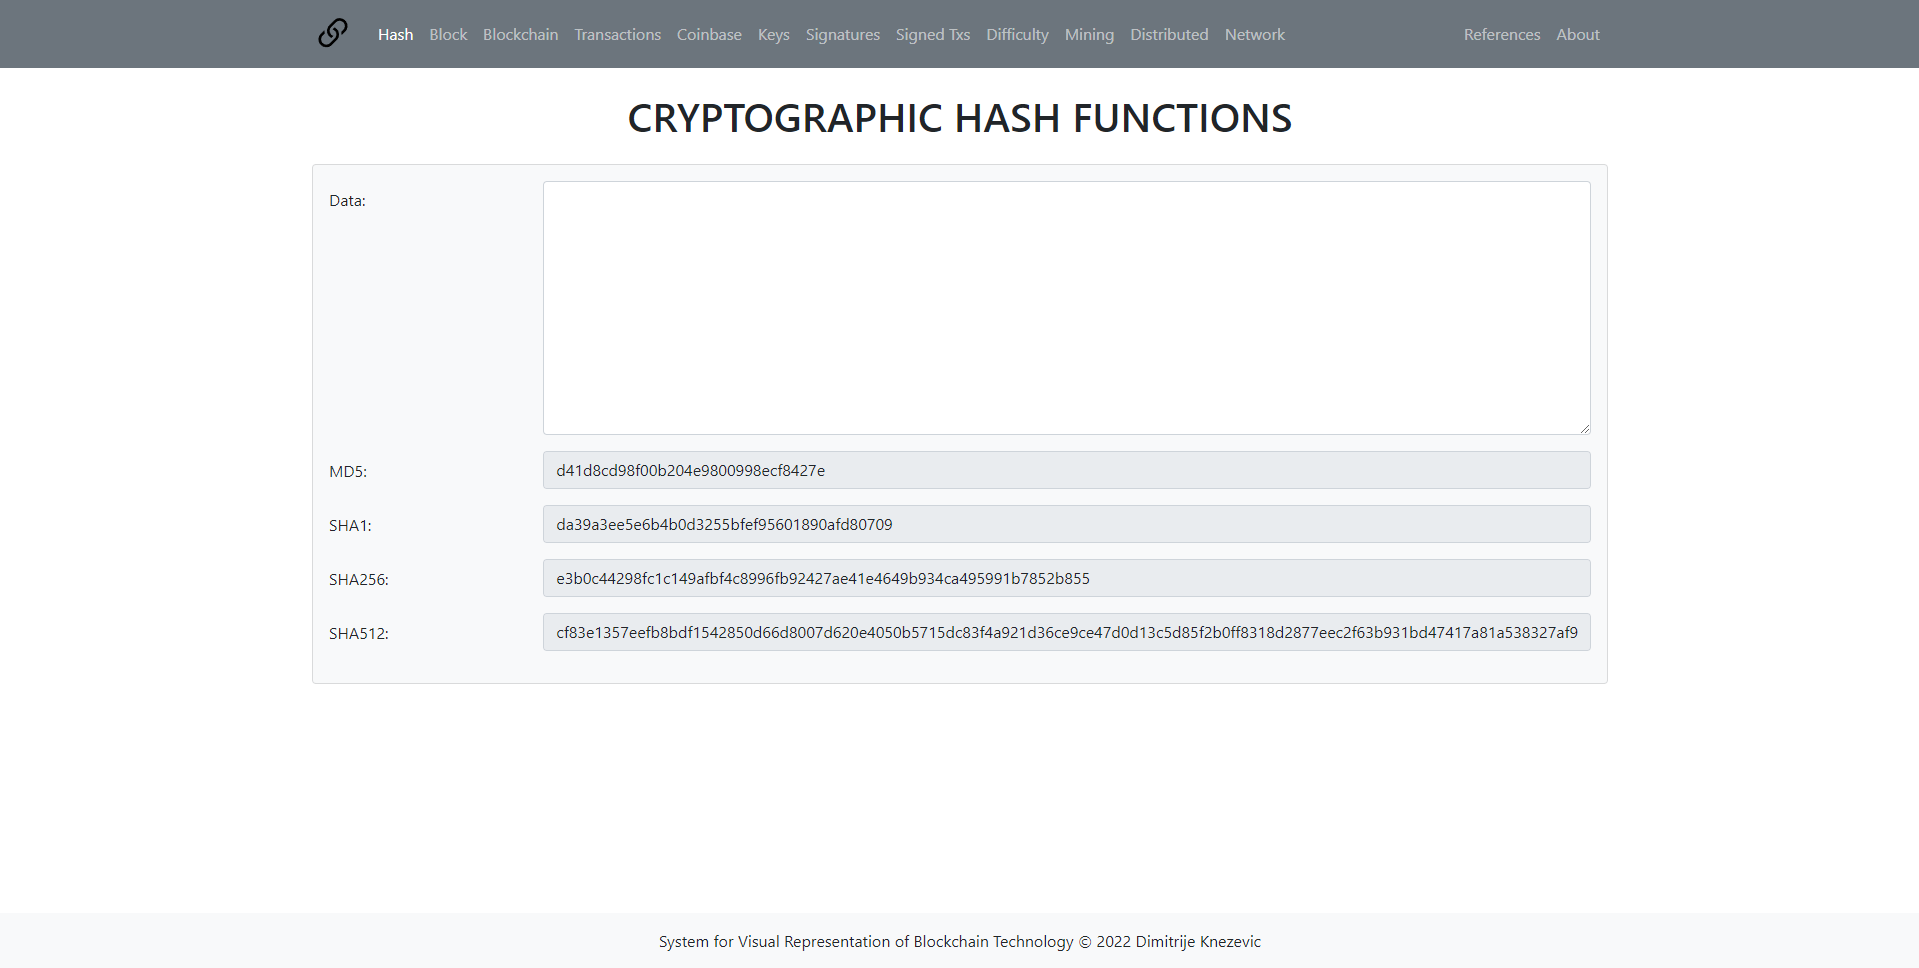 Hash Block Blockchain Transactions Coinbase Keys Signatures Signed Txs Difficulty Mining Distributed Network References About
CRYPTOGRAPHIC HASH FUNCTIONS
Data:
MD5: d41d8cd98f00b204e9800998ecf8427e
SHA1: da39a3ee5e6b4b0d3255bfef95601890afd80709
SHA256: e3b0c44298fc1c149afbf4c8996fb92427ae41e4649b934ca495991b7852b855
SHA512: cf83e1357eefb8bdf1542850d66d8007d620e4050b5715dc83f4a921d36ce9ce47d0d13c5d85f2b0ff8318d2877eec2f63b931bd47417a81a538327af9
System for Visual Representation of Blockchain Technology © 2022 Dimitrije Knezevic